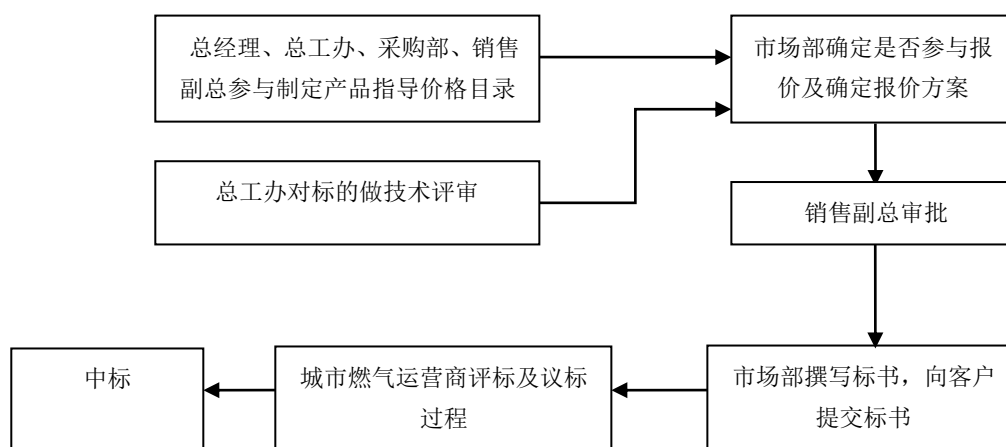 总经理、总工办、采购部、销售
副总参与制定产品指导价格目录
市场部确定是否参与报
价及确定报价方案
总工办对标的做技术评审
销售副总审批
市场部撰写标书，向客户
提交标书
城市燃气运营商评标及议标
过程
中标